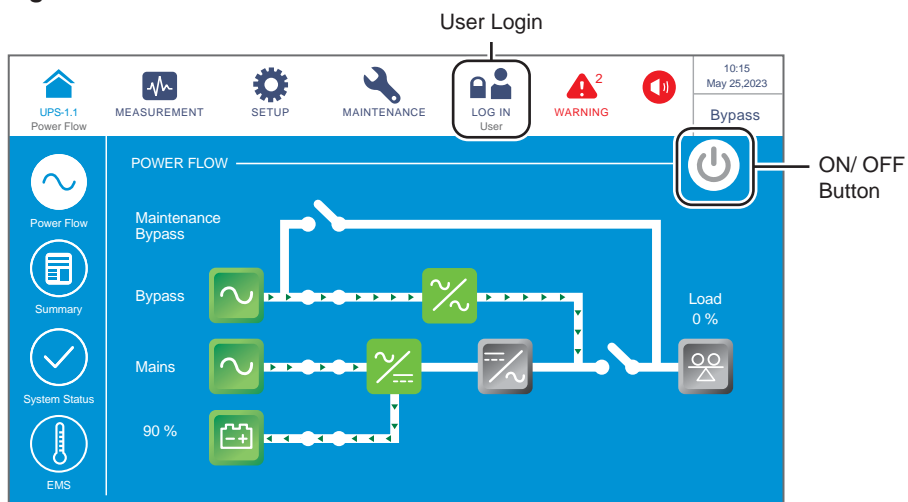 User Login
10:15
May 25,2023
2
UPS-1.1
Power Flow
MEASUREMENT
SETUP
MAINTENANCE
LOG IN
User
WARNING
Bypass
POWER FLOW
ON/ OFF
Button
Power Flow
Maintenance
Bypass
Summary
Bypass
Load
0 %
Mains
System Status
90 %
EMS